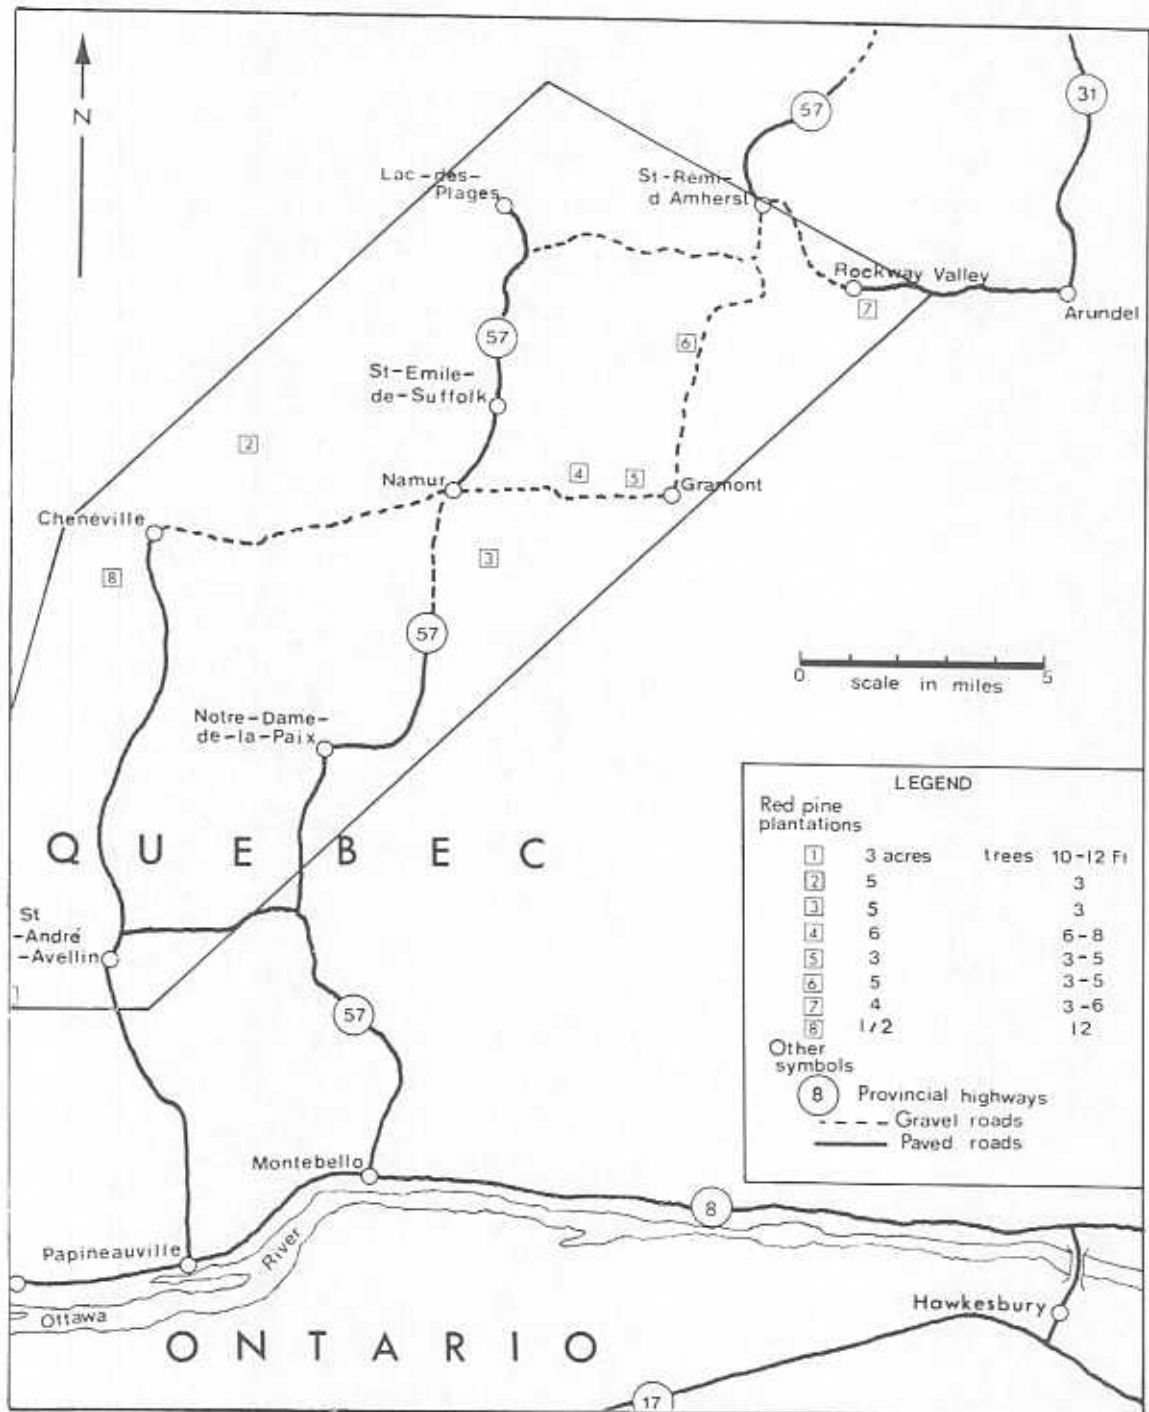 N
57
31
Lac-des-
Plages
St-Rémi-
d Amherst
Rockway Valley
7
Arundel
57
6
St-Emile-
de-Suffolk
2
Namur
4
5
Gramont
Chenéville
3
8
57
0
5
scale in miles
Notre-Dame-
de-la-Paix
QUEBEC
St
-André
-Avellin
57
LEGEND
Red pine
plantations
1 3 acres trees 10-12 Ft
2 5 3
3 5 3
4 6 6-8
5 3 3-5
6 5 3-5
7 4 3-6
8 1/2 12
Other
symbols
8 Provincial highways
Gravel roads
Paved roads
Montebello
8
Papineauville
River
Ottawa
Hawkesbury
ONTARIO
17